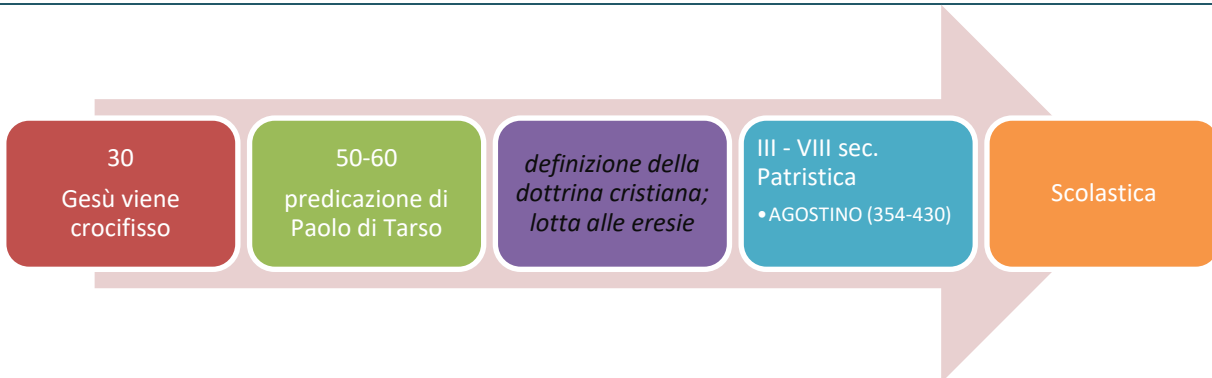 30
Gesù viene
crocifisso
50-60
predicazione di
Paolo di Tarso
definizione della
dottrina cristiana;
lotta alle eresie
III - VIII sec.
Patristica
•AGOSTINO (354-430)
Scolastica